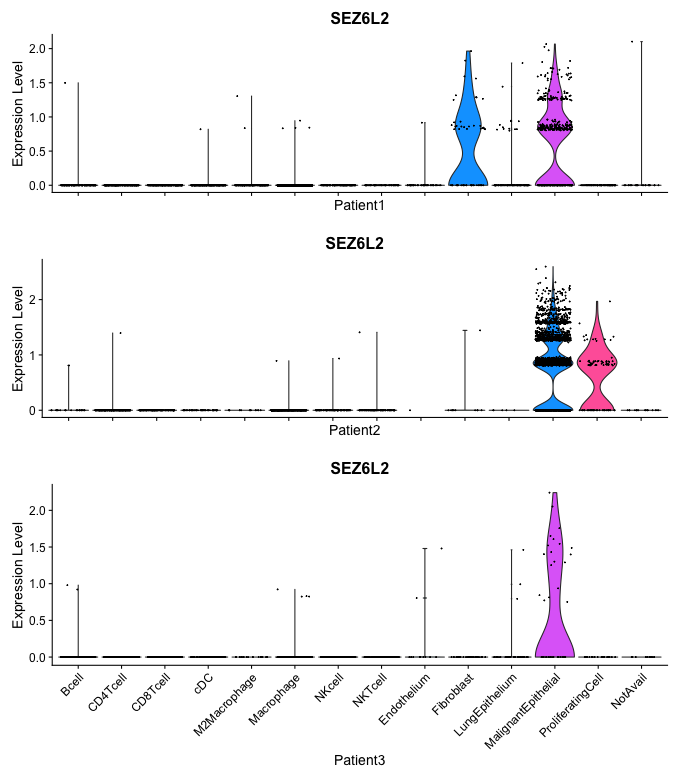 SEZ6L2
Expression Level
2.0
1.5
1.0
0.5
0.0
Patient1
SEZ6L2
Expression Level
2
1
0
Patient2
SEZ6L2
Expression Level
2.0
1.5
1.0
0.5
0.0
Bcell
CD4Tcell
CD8Tcell
cDC
M2Macrophage
Macrophage
NKcell
NKTcell
Endothelium
Fibroblast
LungEpithelium
MalignantEpithelial
ProliferatingCell
NotAvail
Patient3